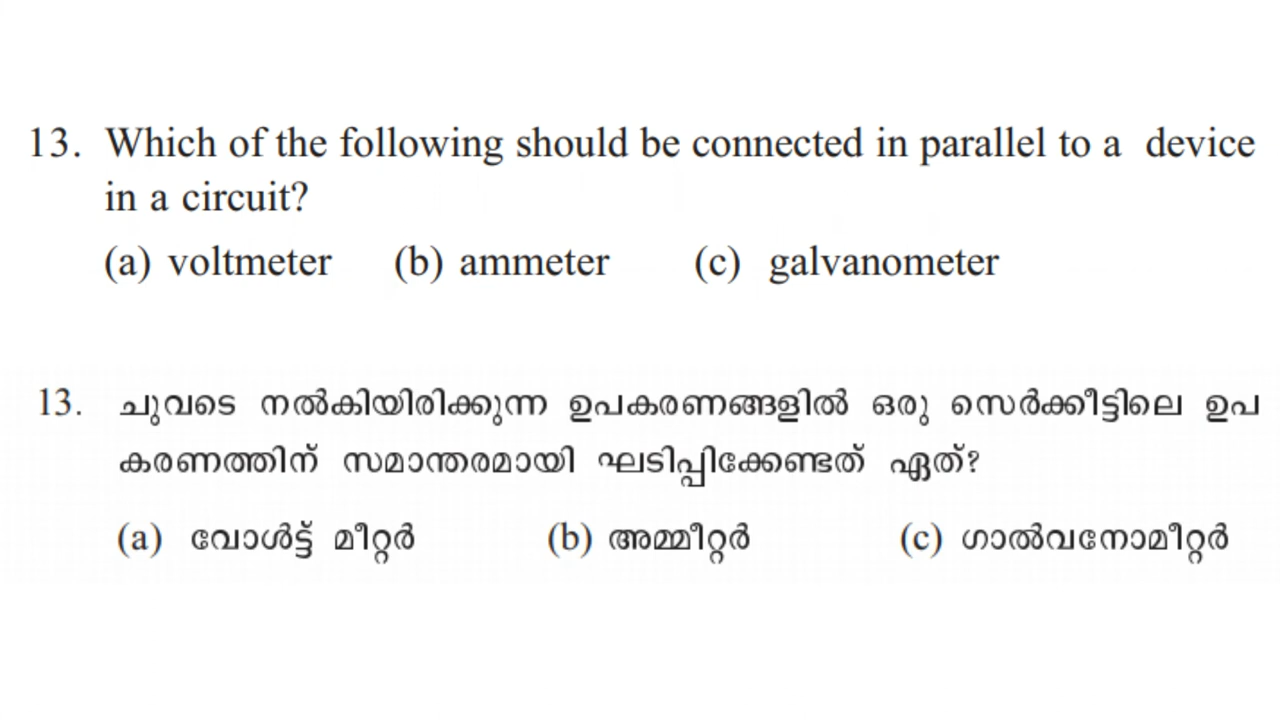 13. Which of the following should be connected in parallel to a device
in a circuit?
(a) voltmeter (b) ammeter (c) galvanometer
13. ചുവടെ നൽകിയിരിക്കുന്ന ഉപകരണങ്ങളിൽ ഒരു സെർക്കീട്ടിലെ ഉപ
കരണത്തിന് സമാന്തരമായി ഘടിപ്പിക്കേണ്ടത് ഏത്?
(a) വോൾട്ട് മീറ്റർ (b) അമ്മീറ്റർ (c) ഗാൽവനോമീറ്റർ